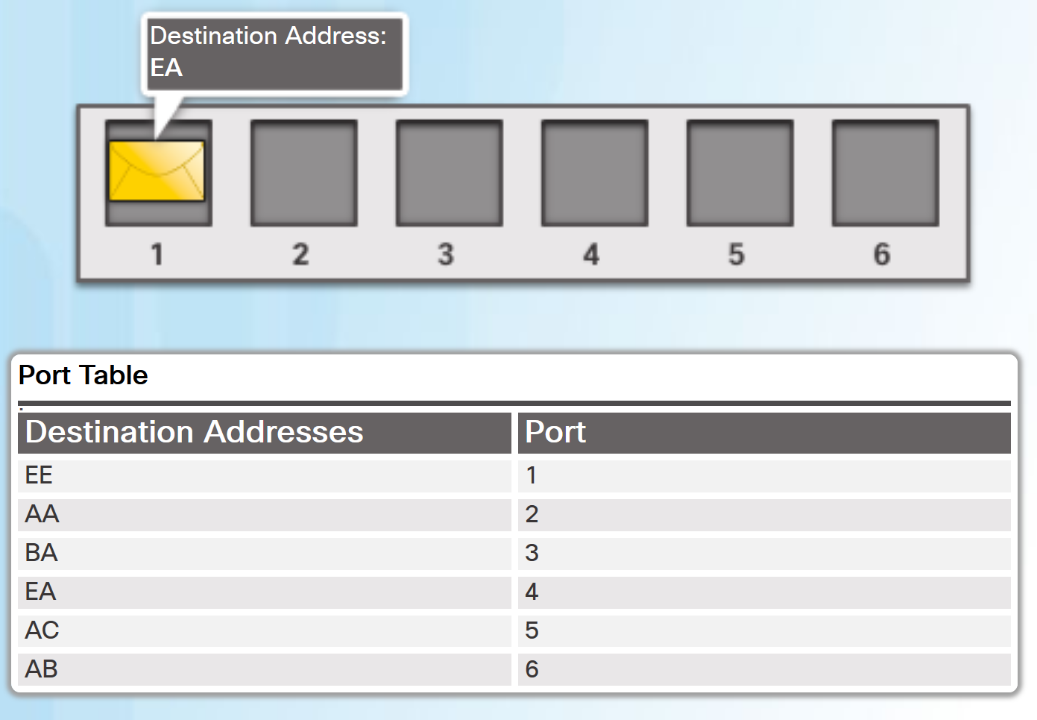 Destination Address:
EA
1 2 3 4 5 6
Port Table
Destination Addresses Port
EE 1
AA 2
BA 3
EA 4
AC 5
AB 6